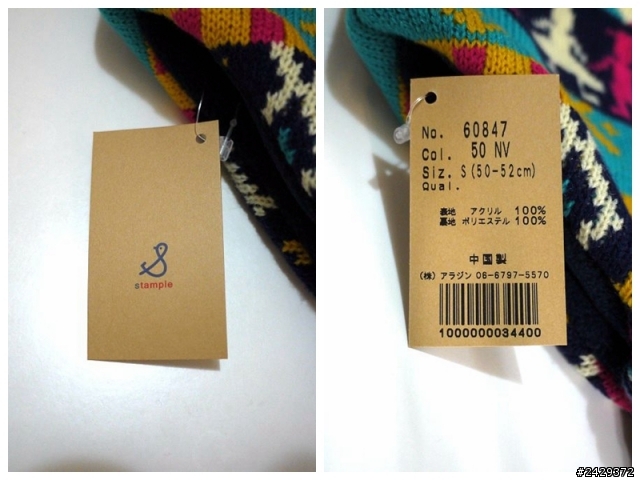 stample
No. 60847
Col. 50 NV
Siz. S(50-52cm)
Qual.
表地 アクリル 100%
裏地 ポリエステル 100%
中国製
(株) アラジン 06-6797-5570
1000000034400
#2429372